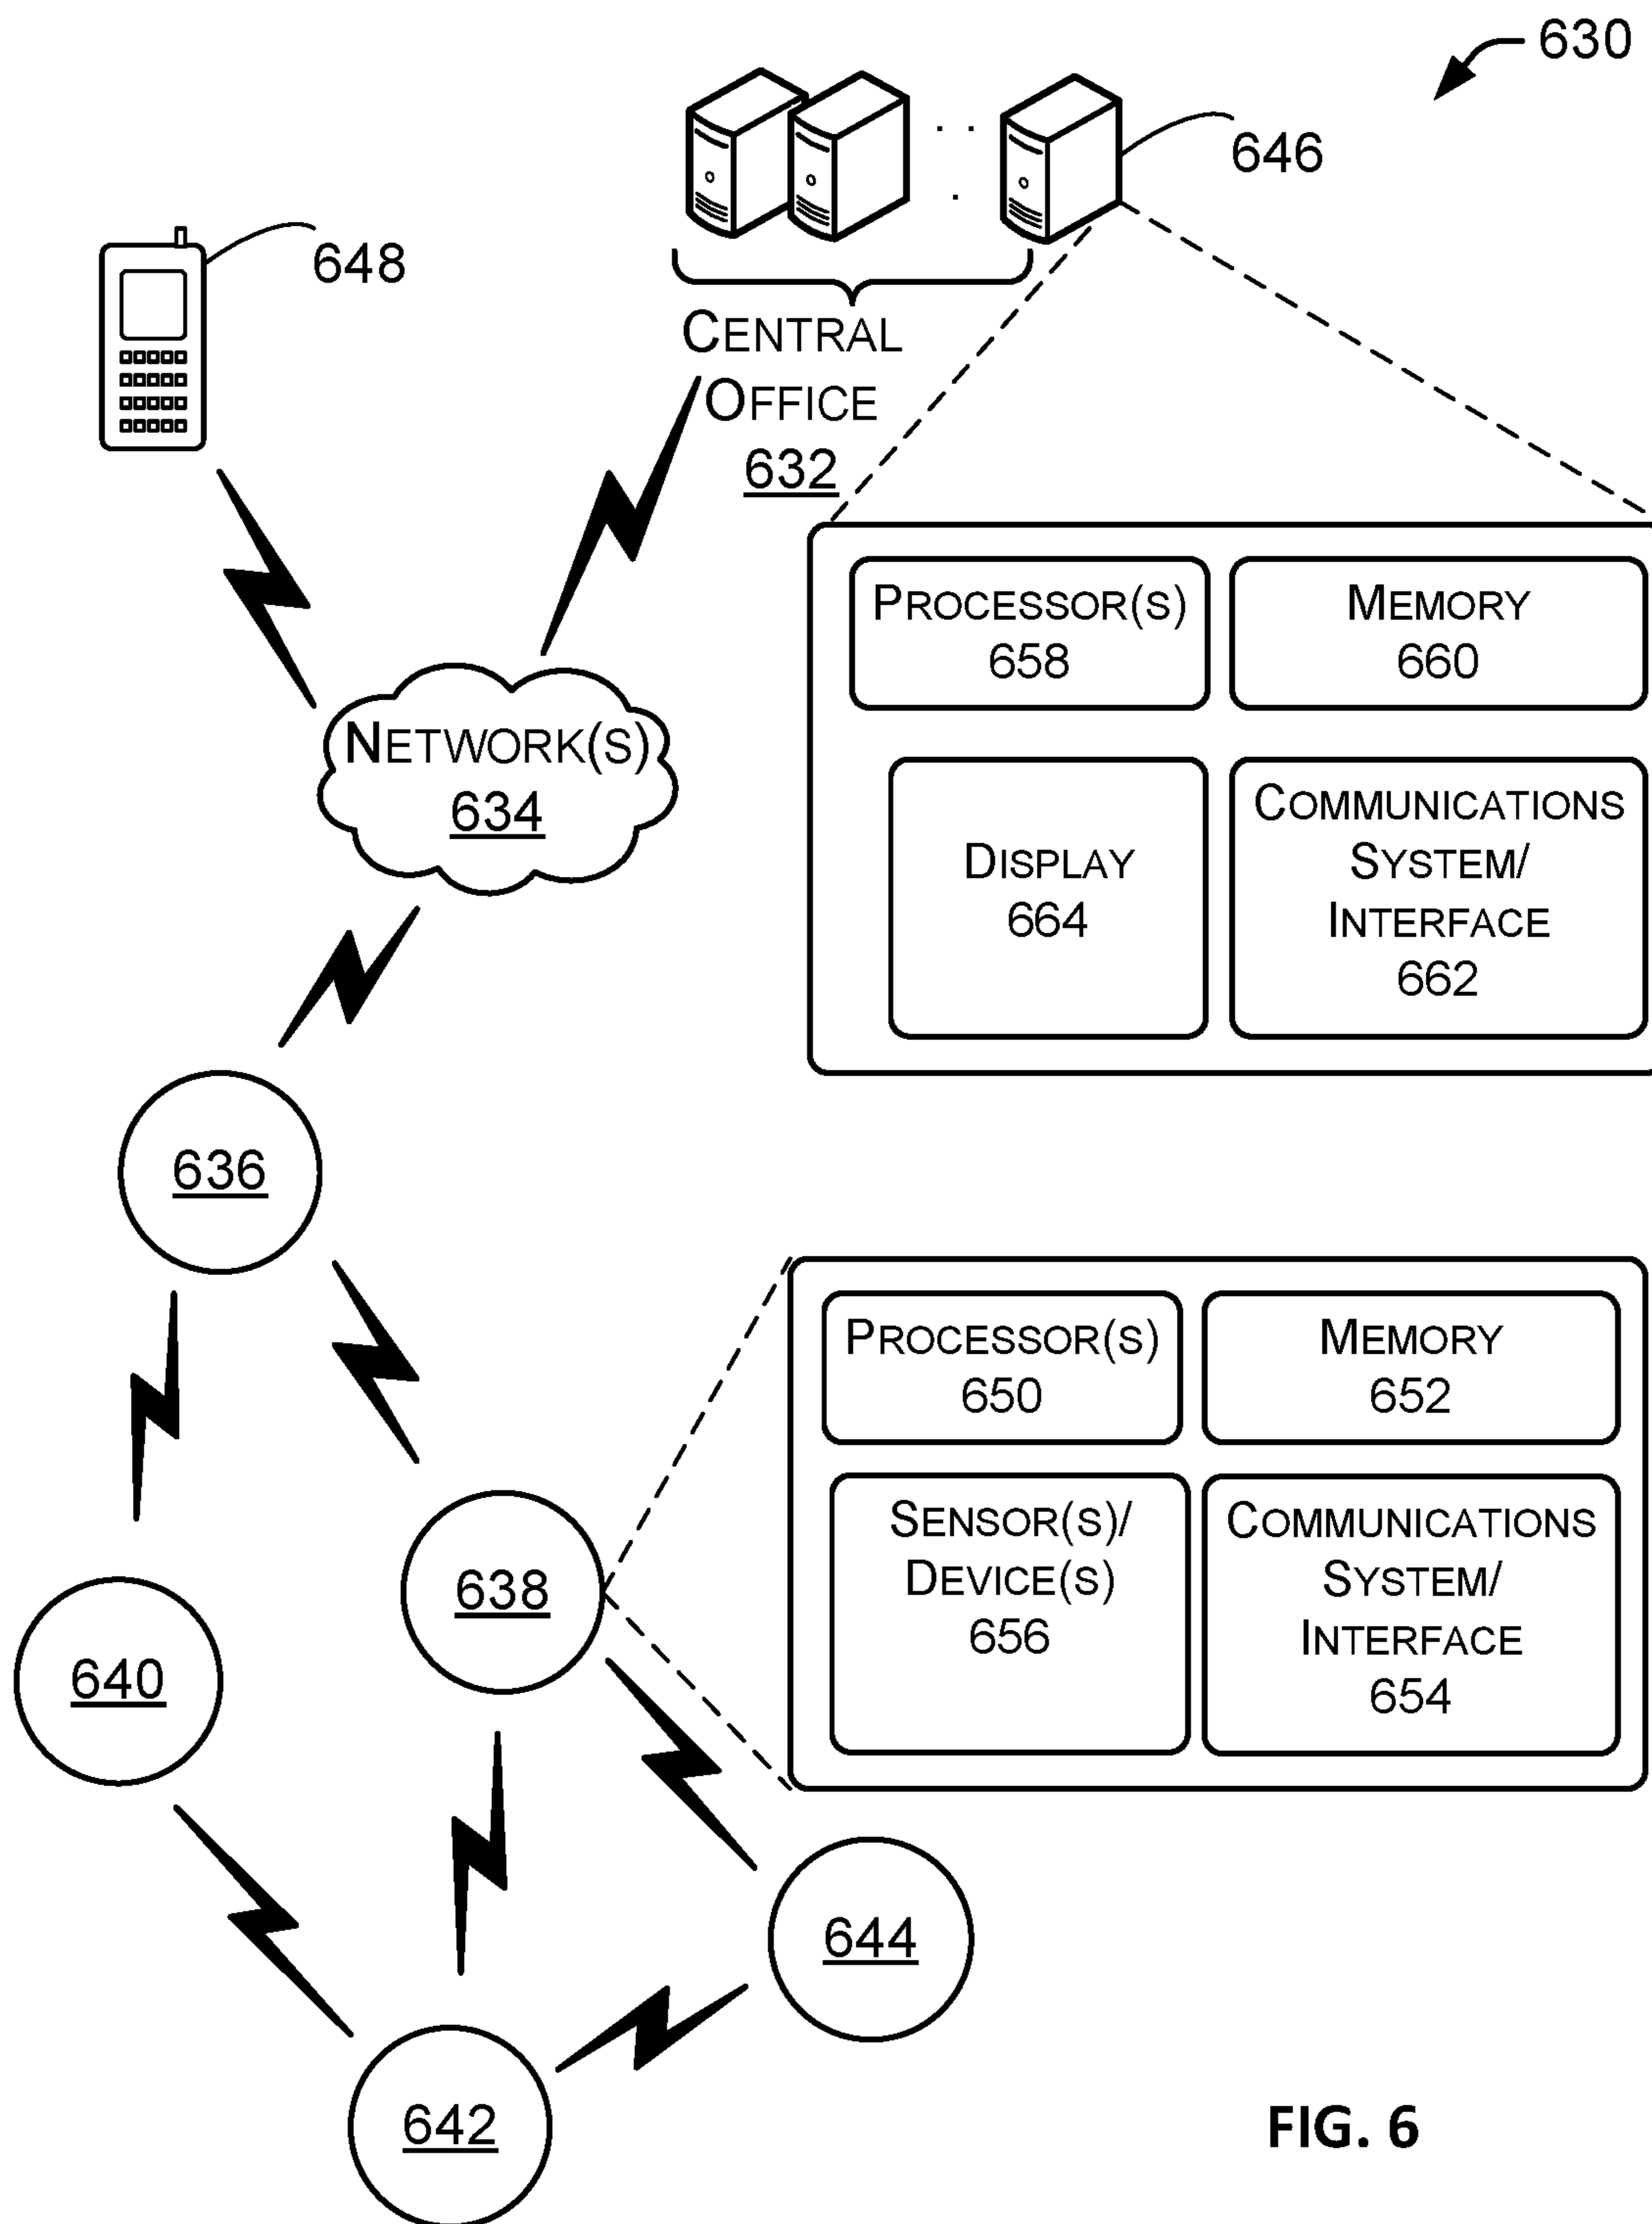 630
646
648
CENTRAL
OFFICE
632
PROCESSOR(S)
658
MEMORY
660
NETWORK(S)
634
DISPLAY
664
COMMUNICATIONS
SYSTEM/
INTERFACE
662
636
PROCESSOR(S)
650
MEMORY
652
SENSOR(S)/
DEVICE(S)
656
COMMUNICATIONS
SYSTEM/
INTERFACE
654
638
640
644
642
FIG. 6